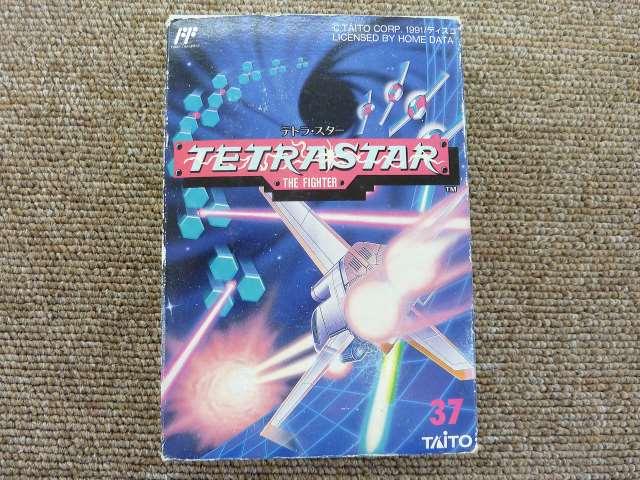 © TAITO CORP. 1991/ディスコ
LICENSED BY HOME DATA
テトラ・スター
TETRASTAR
THE FIGHTER
TM
37
TAITO